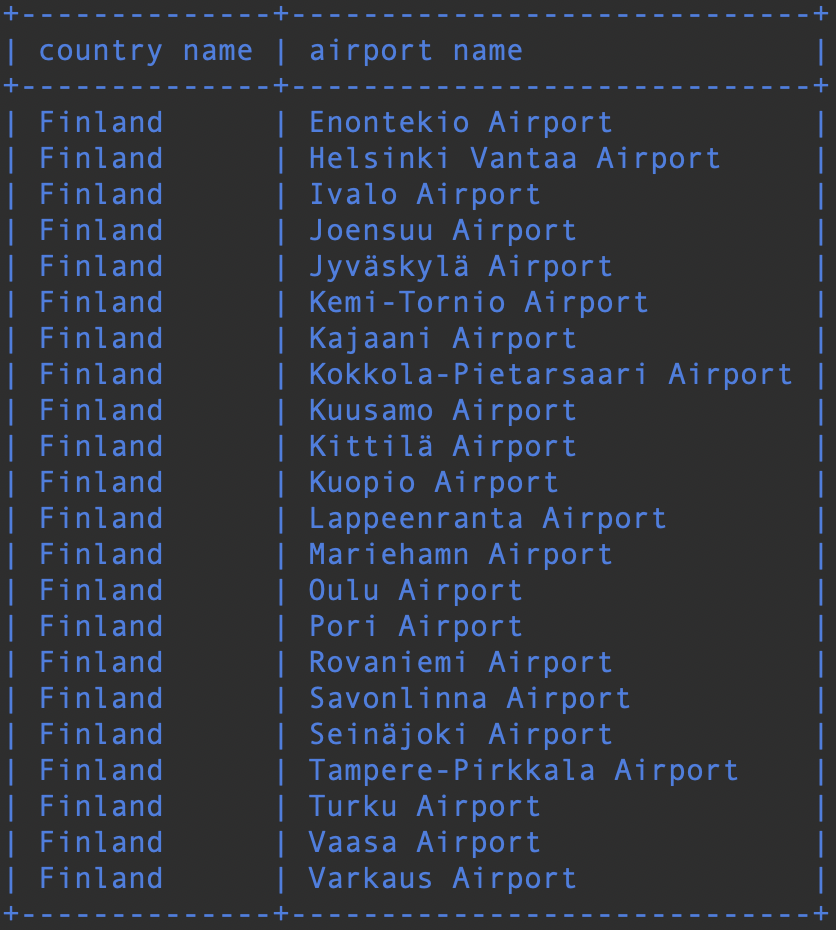 +--------------+-----------------------------+
| country name | airport name                |
+--------------+-----------------------------+
| Finland      | Enontekio Airport           |
| Finland      | Helsinki Vantaa Airport     |
| Finland      | Ivalo Airport               |
| Finland      | Joensuu Airport             |
| Finland      | Jyväskylä Airport           |
| Finland      | Kemi-Tornio Airport         |
| Finland      | Kajaani Airport             |
| Finland      | Kokkola-Pietarsaari Airport |
| Finland      | Kuusamo Airport             |
| Finland      | Kittilä Airport             |
| Finland      | Kuopio Airport              |
| Finland      | Lappeenranta Airport        |
| Finland      | Mariehamn Airport           |
| Finland      | Oulu Airport                |
| Finland      | Pori Airport                |
| Finland      | Rovaniemi Airport           |
| Finland      | Savonlinna Airport          |
| Finland      | Seinäjoki Airport           |
| Finland      | Tampere-Pirkkala Airport    |
| Finland      | Turku Airport               |
| Finland      | Vaasa Airport               |
| Finland      | Varkaus Airport             |
+--------------+-----------------------------+